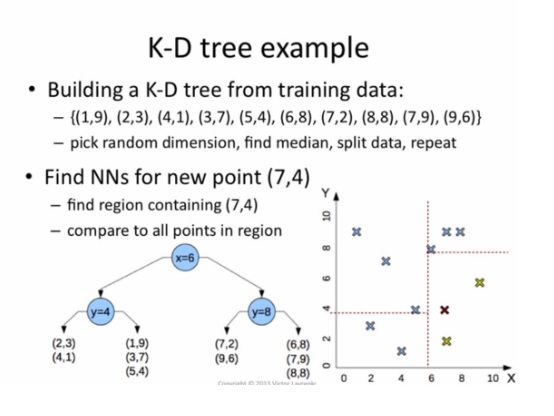 K-D tree example
• Building a K-D tree from training data:
– {(1,9), (2,3), (4,1), (3,7), (5,4), (6,8), (7,2), (8,8), (7,9), (9,6)}
– pick random dimension, find median, split data, repeat
• Find NNs for new point (7,4)
– find region containing (7,4)
– compare to all points in region
x=6
y=4
y=8
(2,3)
(4,1)
(1,9)
(3,7)
(5,4)
(7,2)
(9,6)
(6,8)
(7,9)
(8,8)
Y
10
8
6
4
2
0
0 2 4 6 8 10 X
Copyright © 2013 Victor Lavrenko